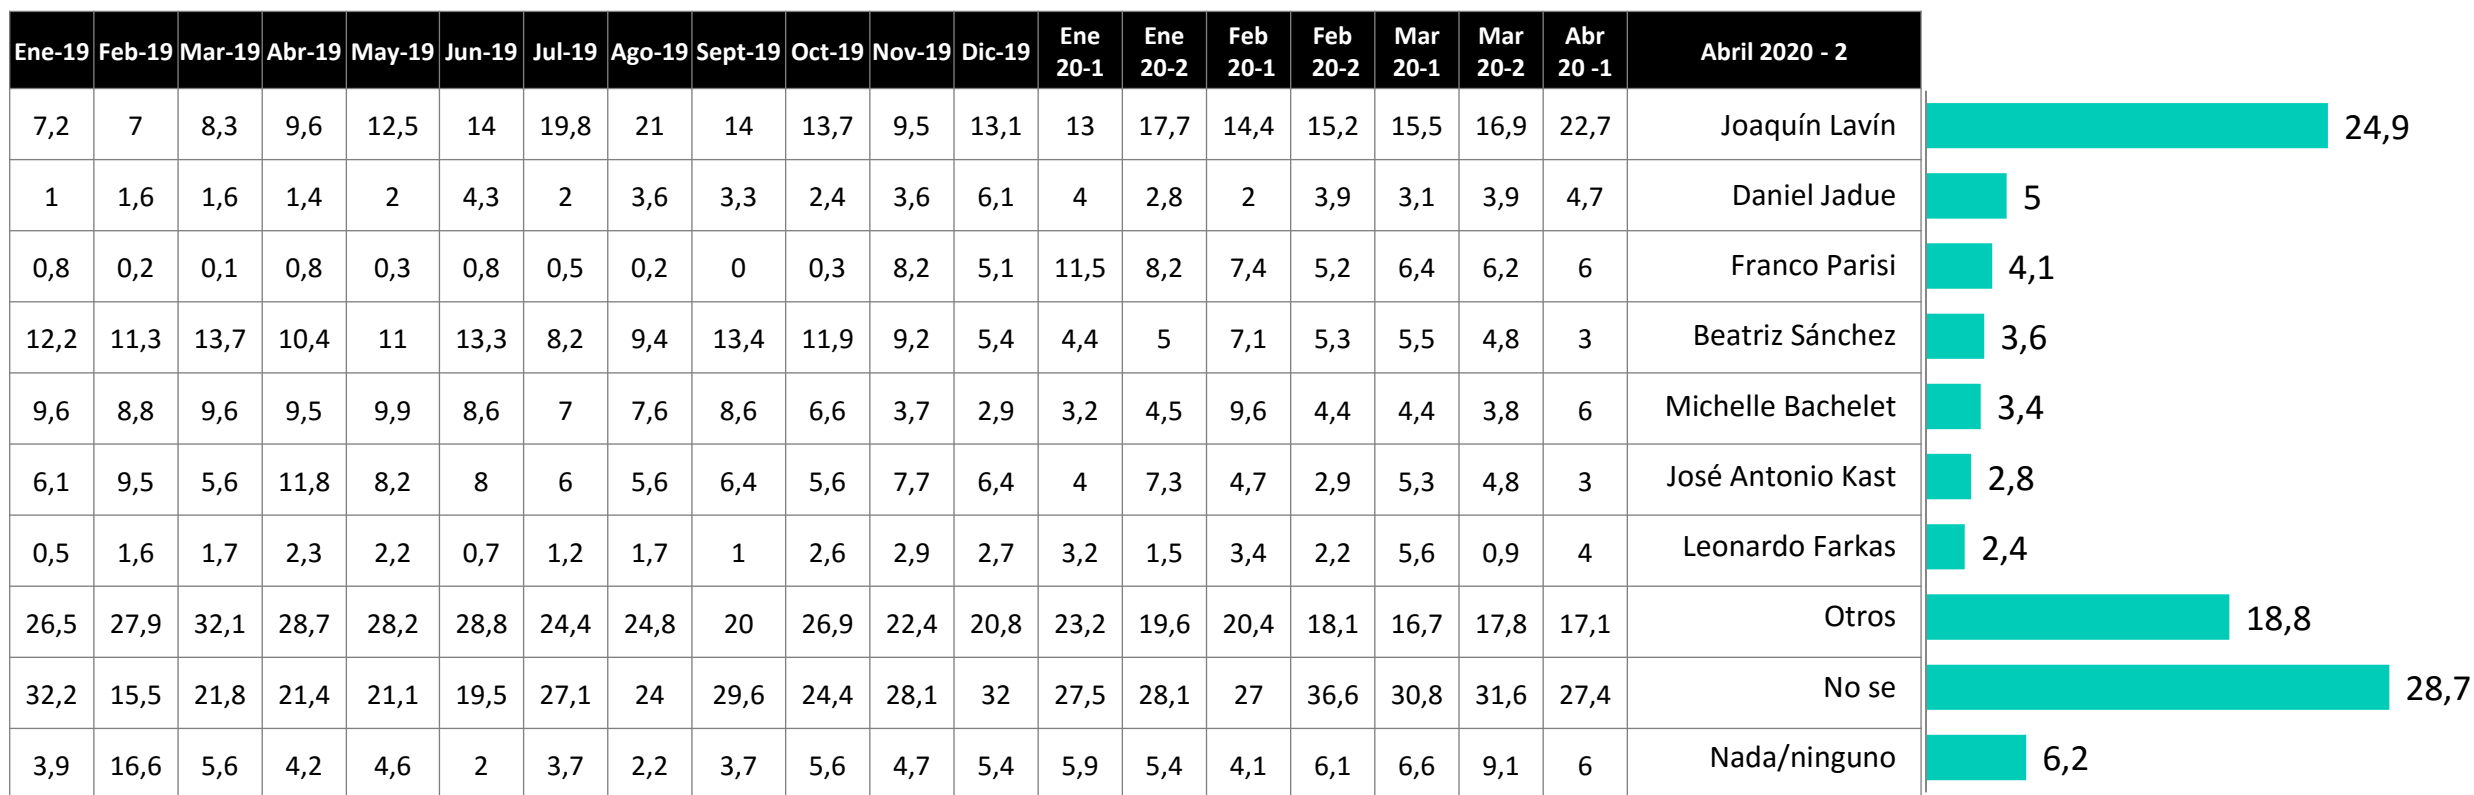 Ene-19 Feb-19 Mar-19 Abr-19 May-19 Jun-19 Jul-19 Ago-19 Sept-19 Oct-19 Nov-19 Dic-19 Ene 20-1 Ene 20-2 Feb 20-1 Feb 20-2 Mar 20-1 Mar 20-2 Abr 20 -1 Abril 2020 - 2
7,2 7 8,3 9,6 12,5 14 19,8 21 14 13,7 9,5 13,1 13 17,7 14,4 15,2 15,5 16,9 22,7 Joaquín Lavín 24,9
1 1,6 1,6 1,4 2 4,3 2 3,6 3,3 2,4 3,6 6,1 4 2,8 2 3,9 3,1 3,9 4,7 Daniel Jadue 5
0,8 0,2 0,1 0,8 0,3 0,8 0,5 0,2 0 0,3 8,2 5,1 11,5 8,2 7,4 5,2 6,4 6,2 6 Franco Parisi 4,1
12,2 11,3 13,7 10,4 11 13,3 8,2 9,4 13,4 11,9 9,2 5,4 4,4 5 7,1 5,3 5,5 4,8 3 Beatriz Sánchez 3,6
9,6 8,8 9,6 9,5 9,9 8,6 7 7,6 8,6 6,6 3,7 2,9 3,2 4,5 9,6 4,4 4,4 3,8 6 Michelle Bachelet 3,4
6,1 9,5 5,6 11,8 8,2 8 6 5,6 6,4 5,6 7,7 6,4 4 7,3 4,7 2,9 5,3 4,8 3 José Antonio Kast 2,8
0,5 1,6 1,7 2,3 2,2 0,7 1,2 1,7 1 2,6 2,9 2,7 3,2 1,5 3,4 2,2 5,6 0,9 4 Leonardo Farkas 2,4
26,5 27,9 32,1 28,7 28,2 28,8 24,4 24,8 20 26,9 22,4 20,8 23,2 19,6 20,4 18,1 16,7 17,8 17,1 Otros 18,8
32,2 15,5 21,8 21,4 21,1 19,5 27,1 24 29,6 24,4 28,1 32 27,5 28,1 27 36,6 30,8 31,6 27,4 No se 28,7
3,9 16,6 5,6 4,2 4,6 2 3,7 2,2 3,7 5,6 4,7 5,4 5,9 5,4 4,1 6,1 6,6 9,1 6 Nada/ninguno 6,2